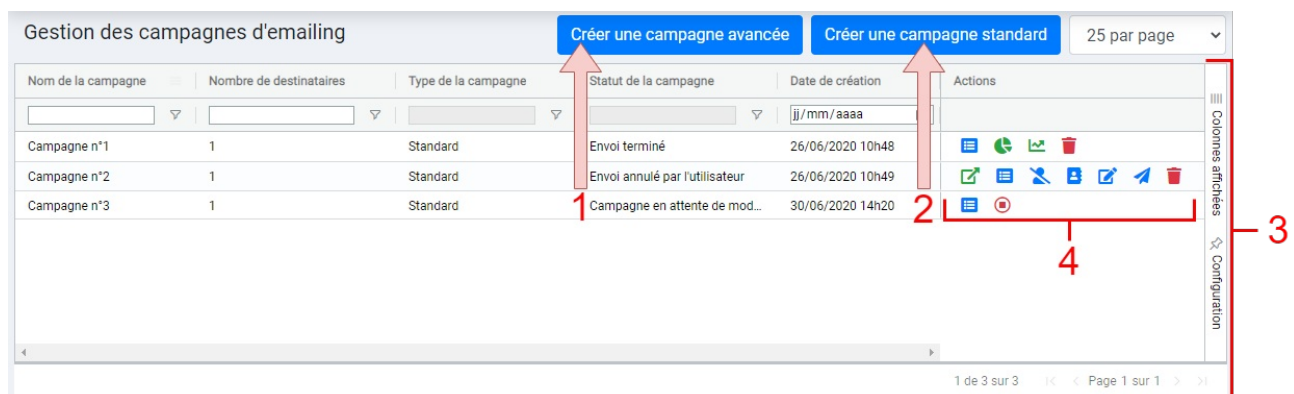 Gestion des campagnes d'emailing Créer une campagne avancée Créer une campagne standard 25 par page
Nom de la campagne Nombre de destinataires Type de la campagne Statut de la campagne Date de création Actions
jj/mm/aaaa
Campagne n°1 1 Standard Envoi terminé 26/06/2020 10h48
Campagne n°2 1 Standard Envoi annulé par l'utilisateur 26/06/2020 10h49
Campagne n°3 1 Standard Campagne en attente de mod... 30/06/2020 14h20
1
2
3
4
Colonnes affichées
Configuration
1 de 3 sur 3 Page 1 sur 1